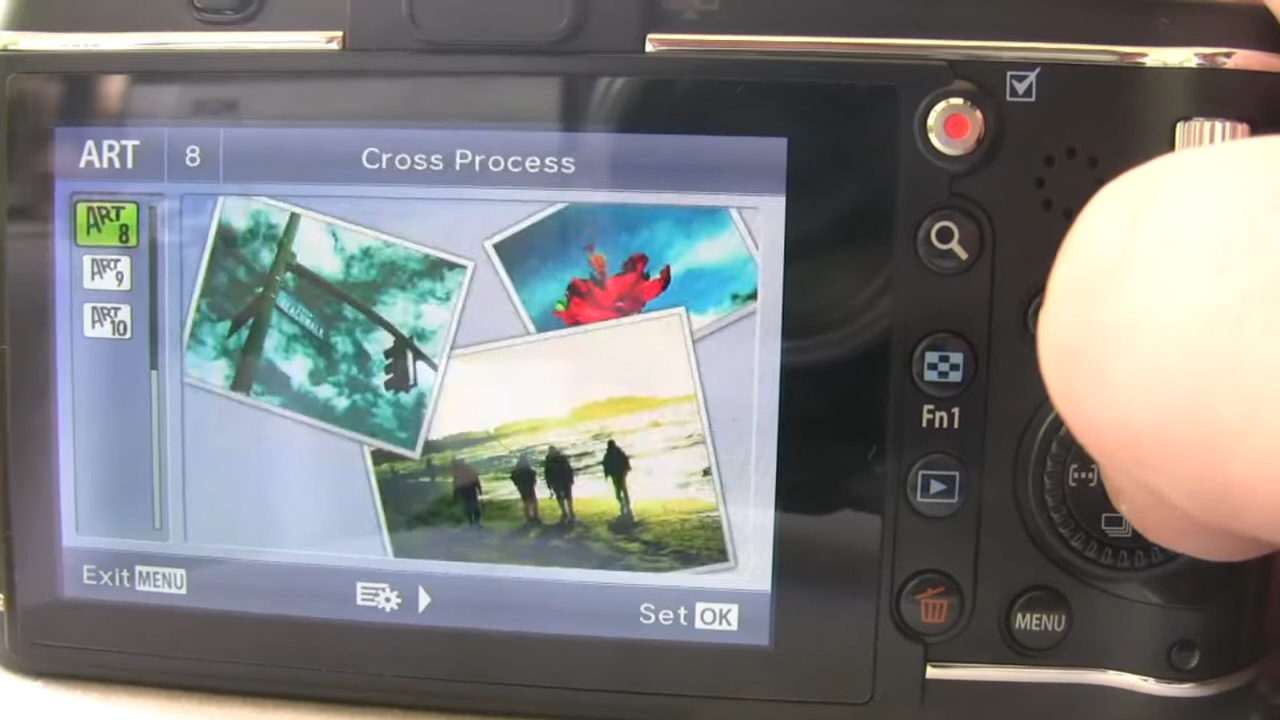 ART 8 Cross Process
ART 8
ART 9
ART 10
Exit MENU
Set OK
Fn1
MENU